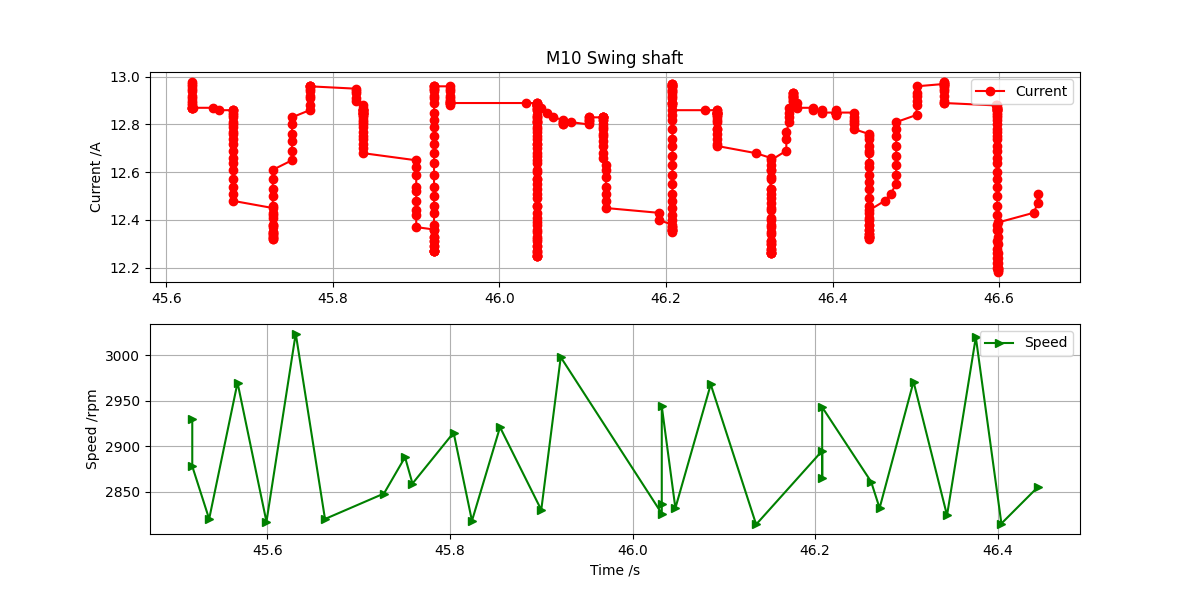 M10 Swing shaft
13.0
12.8
12.6
12.4
12.2
Current /A
Current
45.6 45.8 46.0 46.2 46.4 46.6
3000
2950
2900
2850
Speed /rpm
Speed
45.6 45.8 46.0 46.2 46.4
Time /s